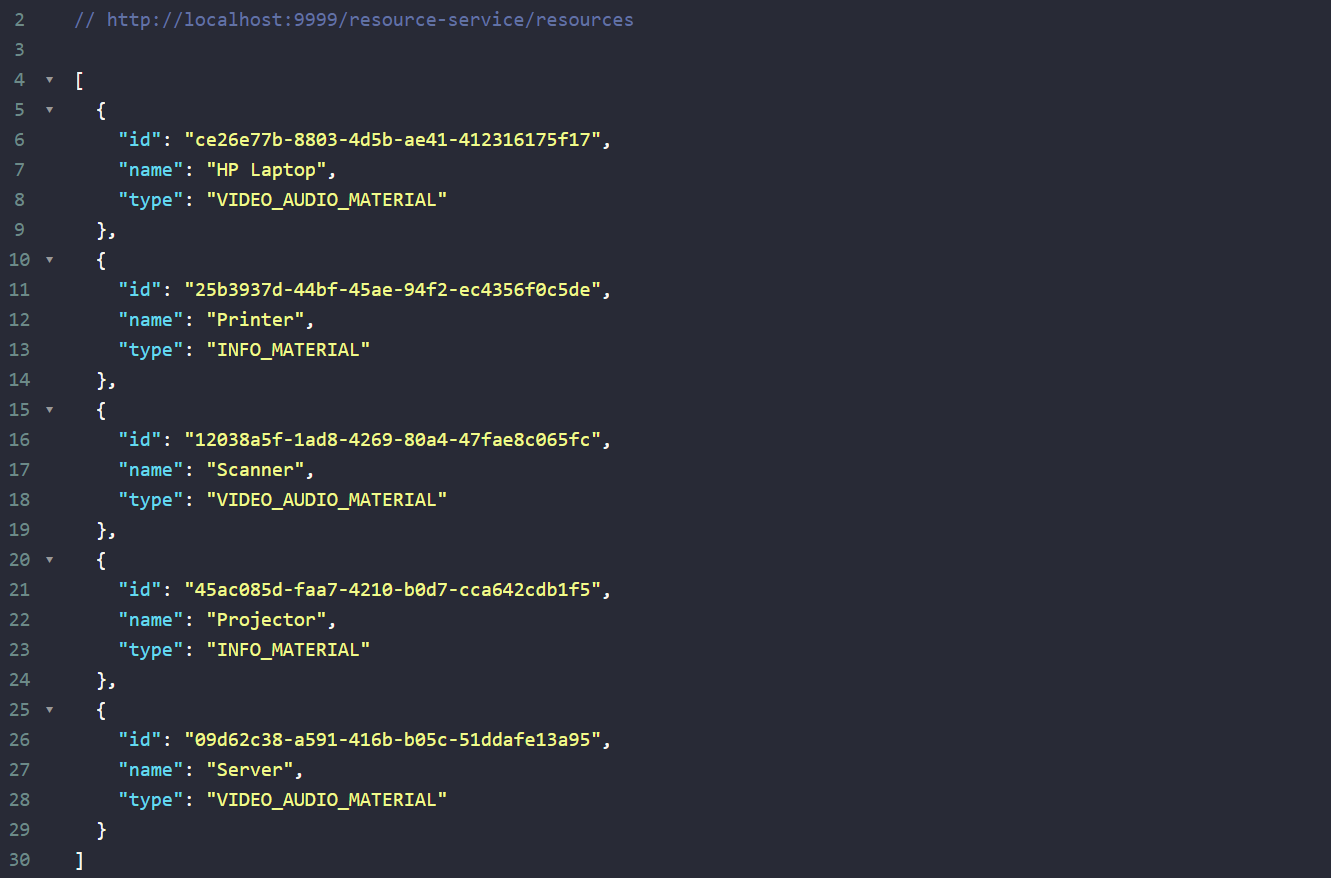 2 // http://localhost:9999/resource-service/resources
3
4 [
5 {
6 "id": "ce26e77b-8803-4d5b-ae41-412316175f17",
7 "name": "HP Laptop",
8 "type": "VIDEO_AUDIO_MATERIAL"
9 },
10 {
11 "id": "25b3937d-44bf-45ae-94f2-ec4356f0c5de",
12 "name": "Printer",
13 "type": "INFO_MATERIAL"
14 },
15 {
16 "id": "12038a5f-1ad8-4269-80a4-47fae8c065fc",
17 "name": "Scanner",
18 "type": "VIDEO_AUDIO_MATERIAL"
19 },
20 {
21 "id": "45ac085d-faa7-4210-b0d7-cca642cdb1f5",
22 "name": "Projector",
23 "type": "INFO_MATERIAL"
24 },
25 {
26 "id": "09d62c38-a591-416b-b05c-51ddafe13a95",
27 "name": "Server",
28 "type": "VIDEO_AUDIO_MATERIAL"
29 }
30 ]